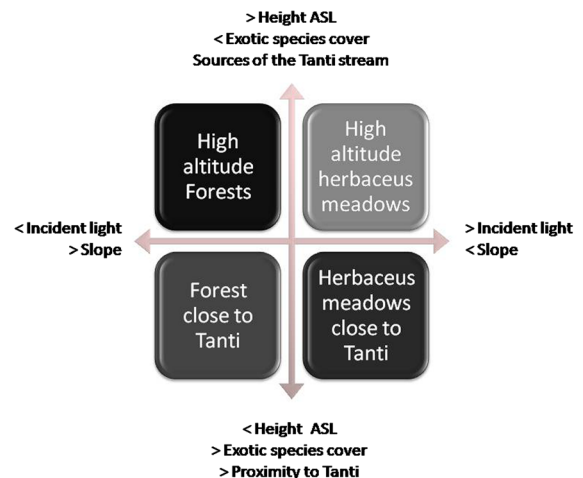 > Height ASL
< Exotic species cover
Sources of the Tanti stream
High
altitude
Forests
High
altitude
herbaceus
meadows
< Incident light
> Slope
> Incident light
< Slope
Forest
close to
Tanti
Herbaceus
meadows
close to
Tanti
< Height ASL
> Exotic species cover
> Proximity to Tanti